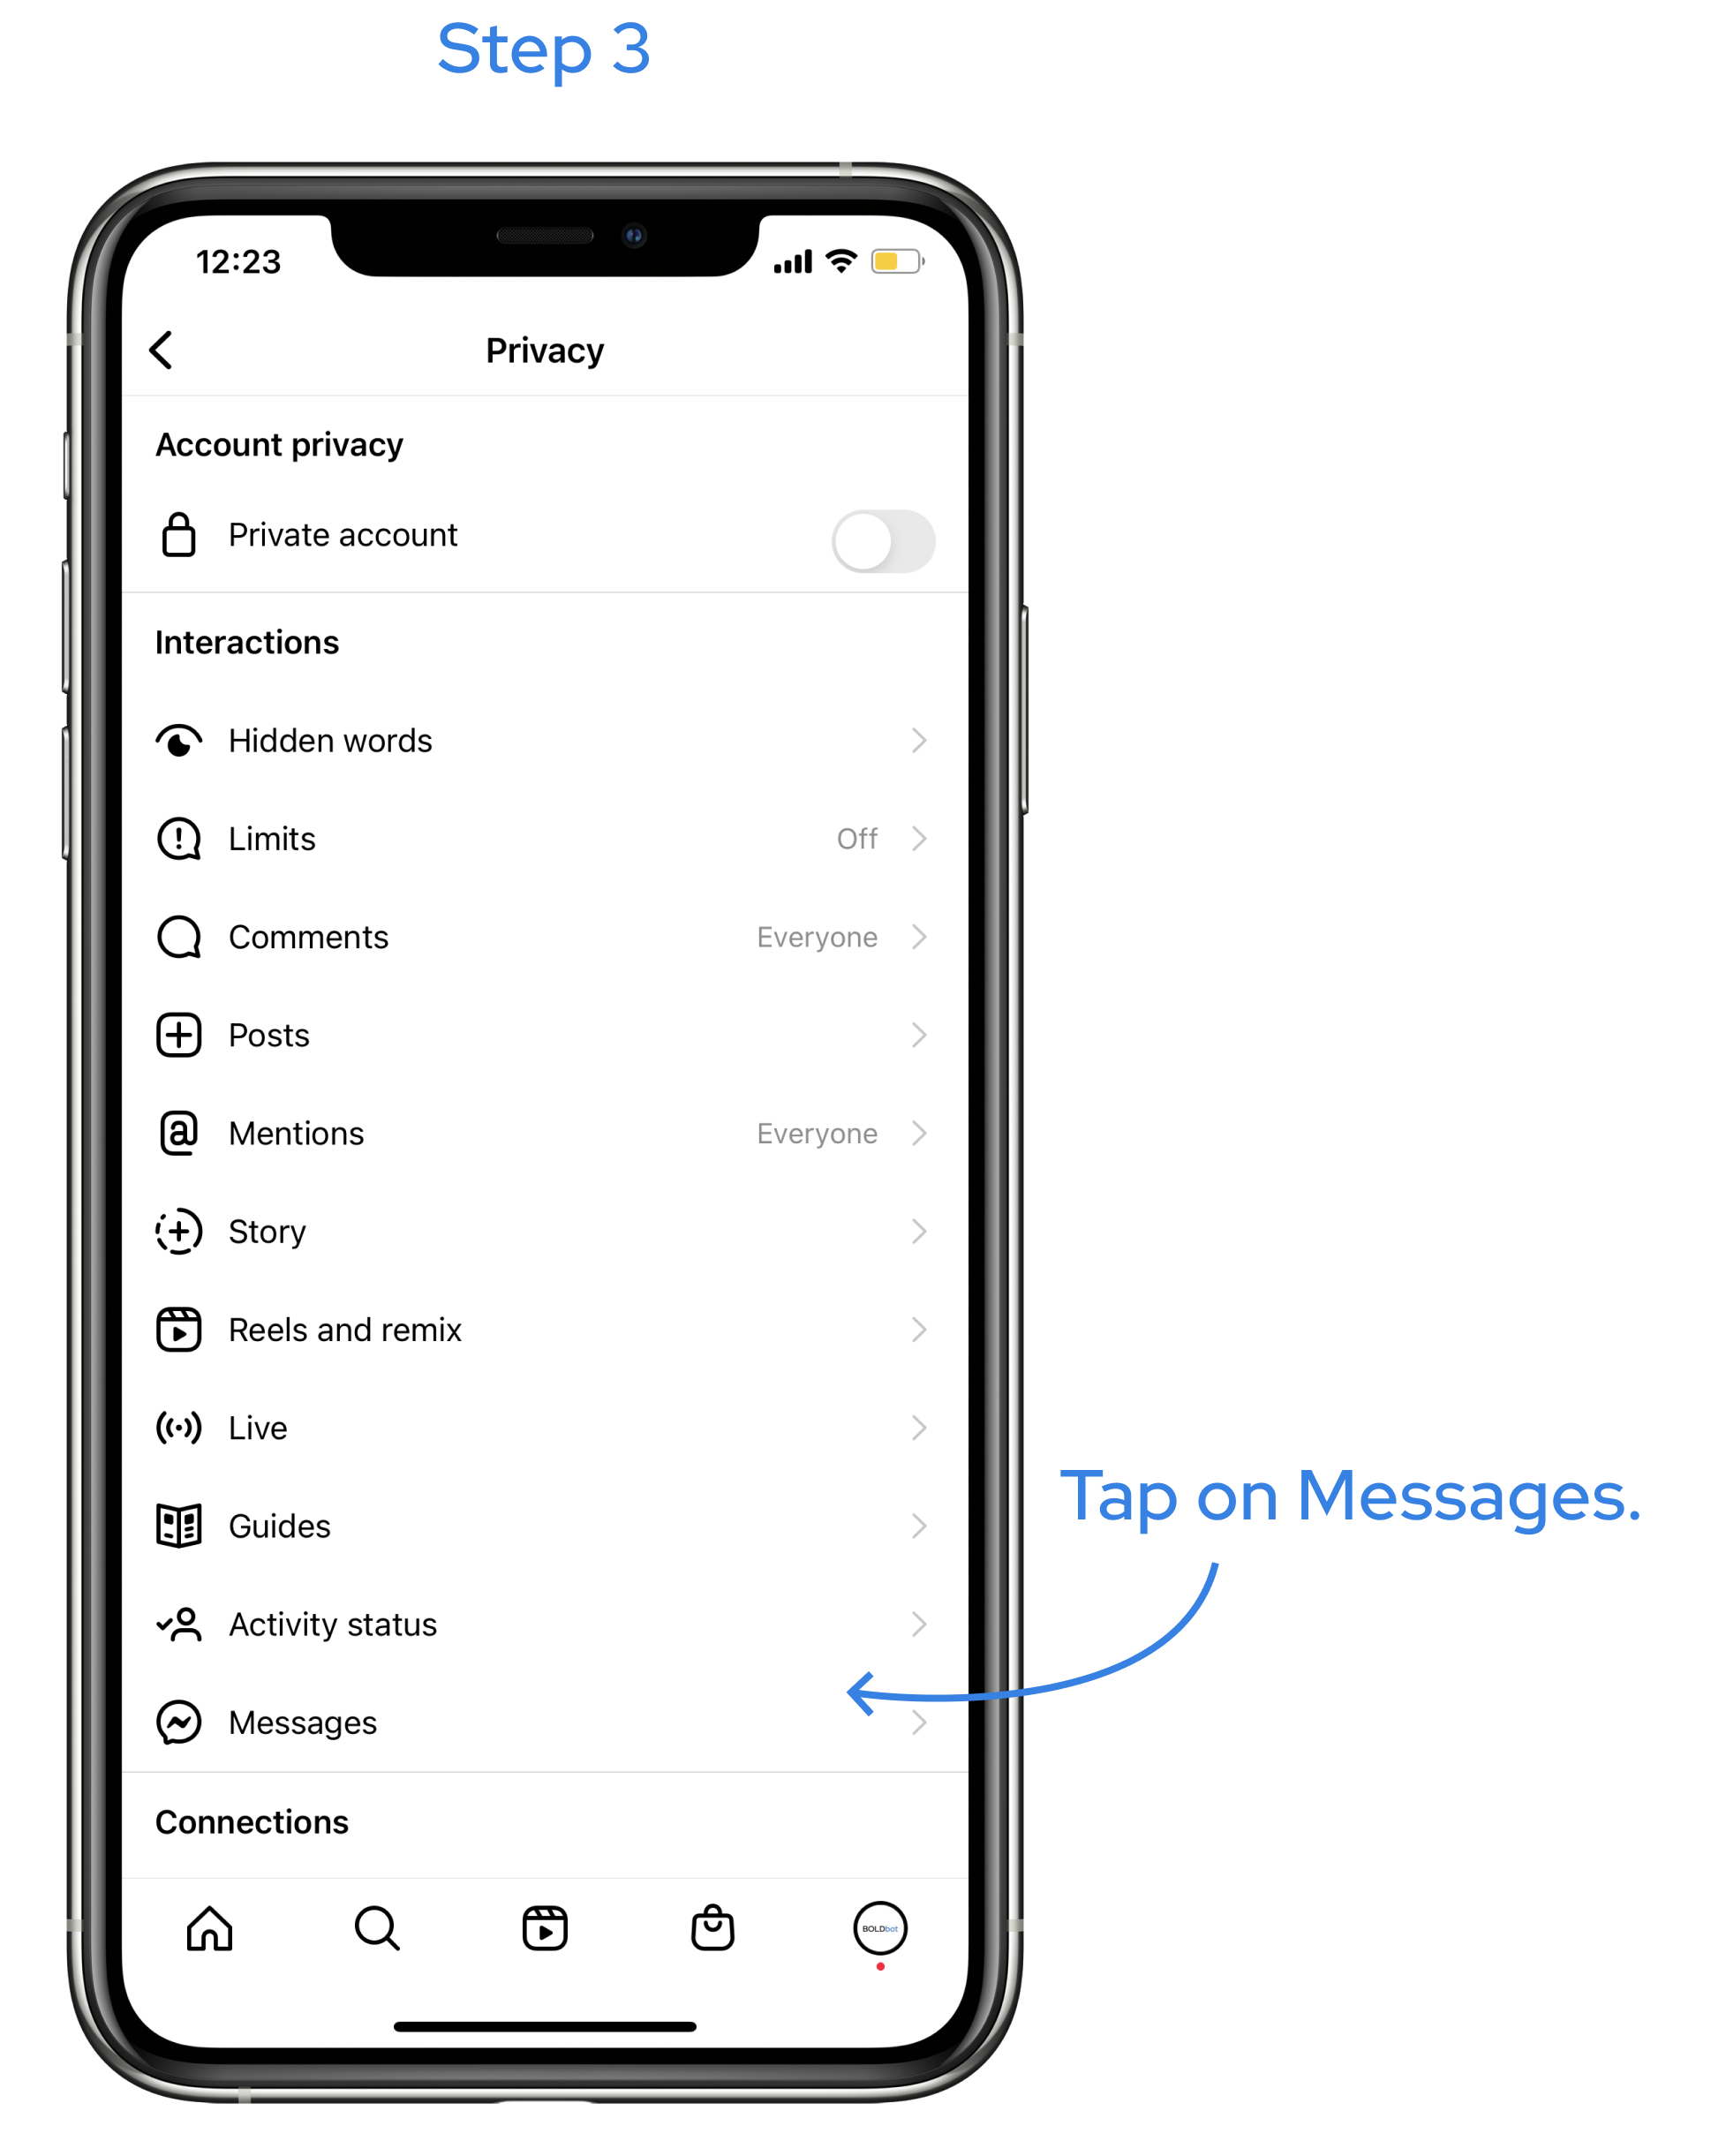 Step 3
12:23
Privacy
Account privacy
Private account
Interactions
Hidden words
Limits Off
Comments Everyone
Posts
Mentions Everyone
Story
Reels and remix
Live
Guides
Tap on Messages.
Activity status
Messages
Connections
BOLDbot